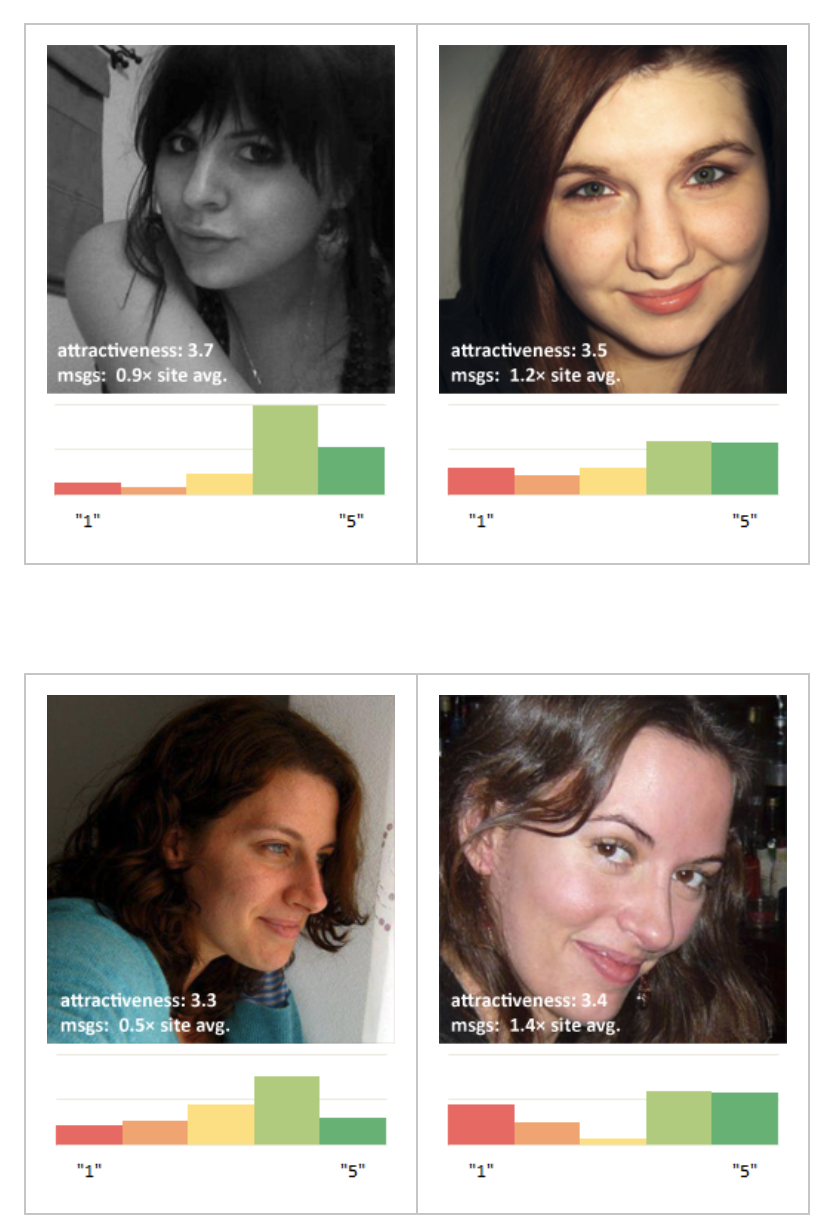 attractiveness: 3.7
msgs: 0.9× site avg.
"1" "5"
attractiveness: 3.5
msgs: 1.2× site avg.
"1" "5"
attractiveness: 3.3
msgs: 0.5× site avg.
"1" "5"
attractiveness: 3.4
msgs: 1.4× site avg.
"1" "5"